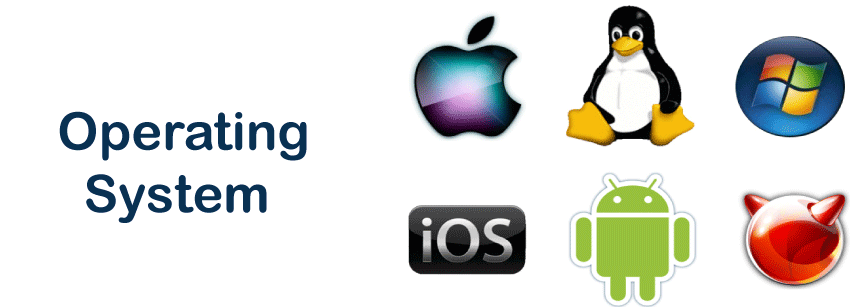 Operating
System
iOS